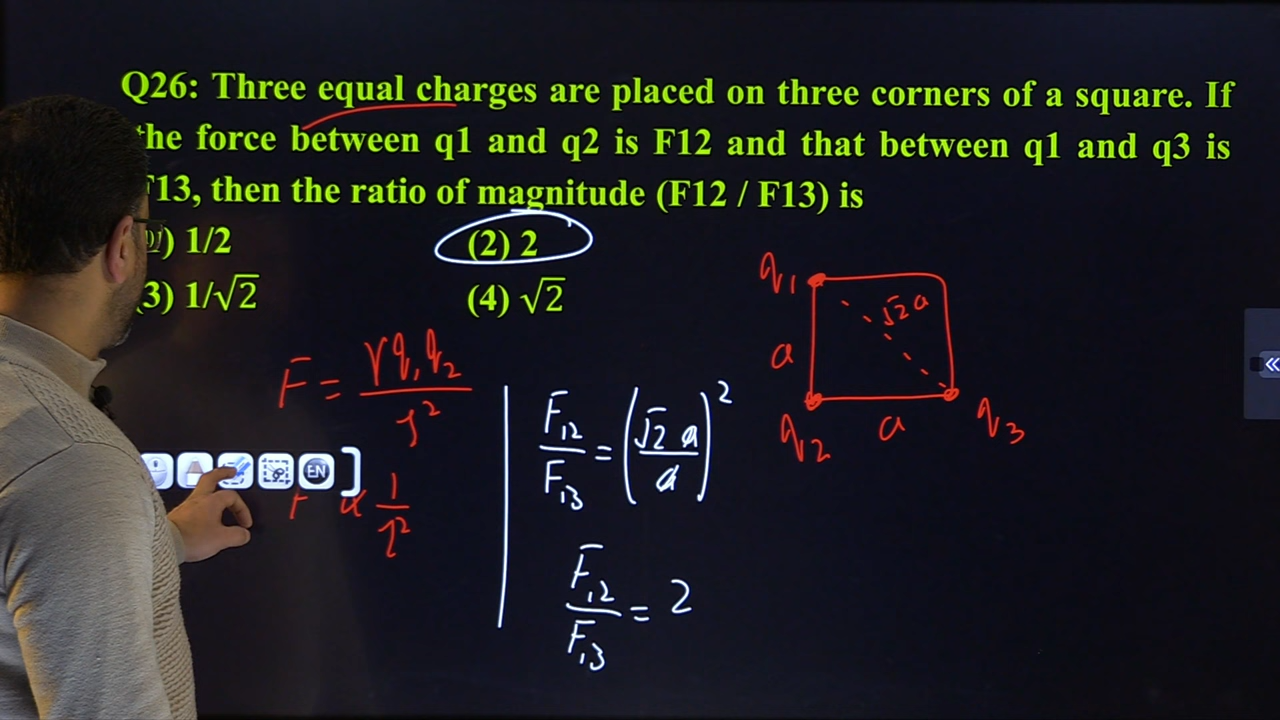 Q26: Three equal charges are placed on three corners of a square. If
the force between q1 and q2 is F12 and that between q1 and q3 is
F13, then the ratio of magnitude (F12 / F13) is
) 1/2 (2) 2
3) 1/√2 (4) √2
q₁
√2 a
a
q₂ a q₃
F = γq₁q₂ / r²
F₁₂ / F₁₃ = (√2 a / a)²
EN
F α 1 / r²
F₁₂ / F₁₃ = 2